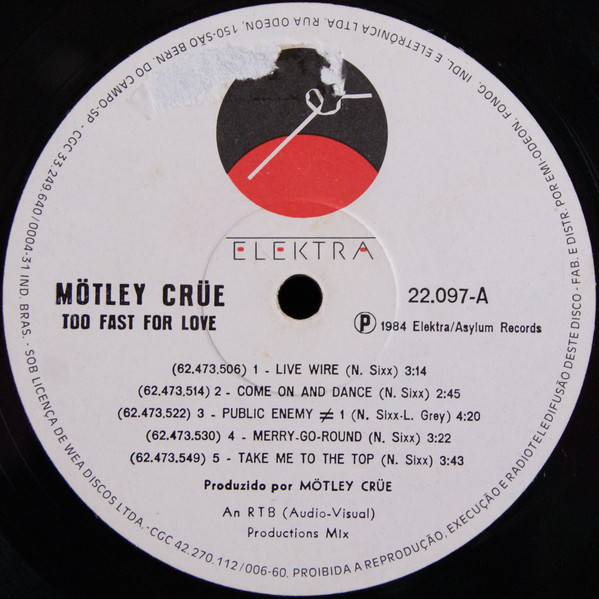 ELEKTRA
MÖTLEY CRÜE
TOO FAST FOR LOVE
22.097-A
Ⓟ 1984 Elektra/Asylum Records
(62.473,506) 1 - LIVE WIRE (N. Sixx) 3:14
(62.473,514) 2 - COME ON AND DANCE (N. Sixx) 2:45
(62.473,522) 3 - PUBLIC ENEMY ≠ 1 (N. Sixx-L. Grey) 4:20
(62.473.530) 4 - MERRY-GO-ROUND (N. Sixx) 3:22
(62.473.549) 5 - TAKE ME TO THE TOP (N. Sixx) 3:43
Produzido por MÖTLEY CRÜE
An RTB (Audio-Visual)
Productions MIx
FAB. E DISTR. POR EMI-ODEON, FONOG. INDL. E ELETRÔNICA LTDA. RUA ODEON, 150-SÃO BERN. DO CAMPO-SP - CGC 33.249.640/0004-31 IND. BRAS. - SOB LICENÇA DE WEA DISCOS LTDA. - CGC 42.270.112/006-60. PROIBIDA A REPRODUÇÃO, EXECUÇÃO E RADIOTELEDIFUSÃO DESTE DISCO -